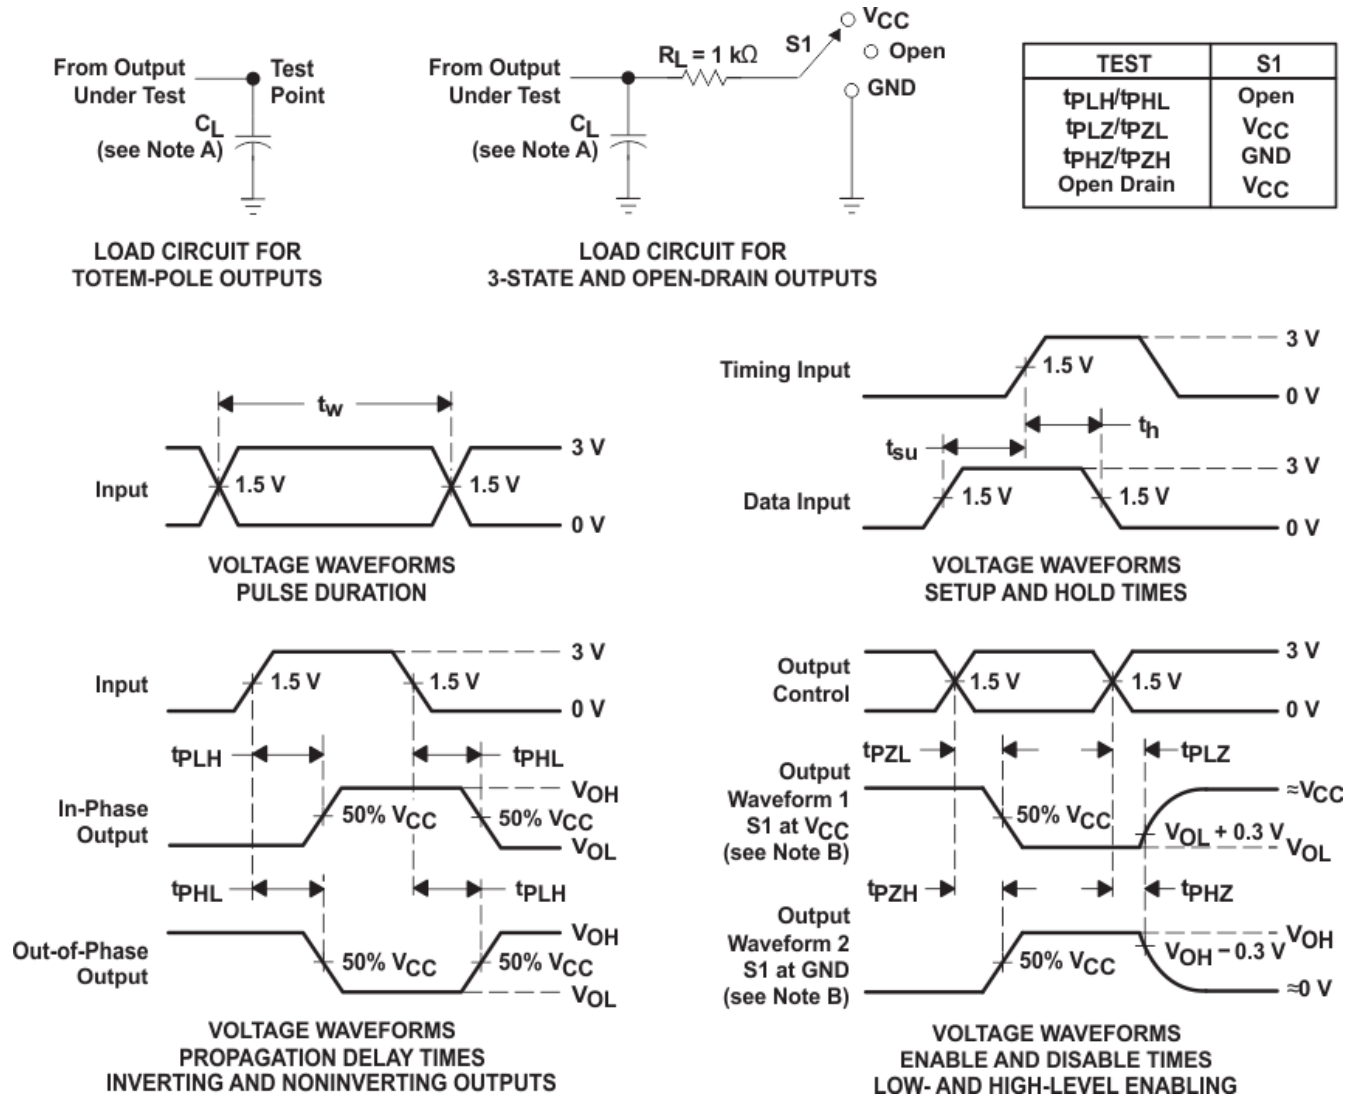 From Output
Under Test
Test
Point
CL
(see Note A)
LOAD CIRCUIT FOR
TOTEM-POLE OUTPUTS
From Output
Under Test
RL = 1 kΩ
S1
VCC
Open
GND
CL
(see Note A)
LOAD CIRCUIT FOR
3-STATE AND OPEN-DRAIN OUTPUTS
TEST S1
tPLH/tPHL Open
tPLZ/tPZL VCC
tPHZ/tPZH GND
Open Drain VCC
tw
3 V
Input
1.5 V 1.5 V
0 V
VOLTAGE WAVEFORMS
PULSE DURATION
3 V
Timing Input
1.5 V
0 V
th
tsu
3 V
Data Input
1.5 V 1.5 V
0 V
VOLTAGE WAVEFORMS
SETUP AND HOLD TIMES
3 V
Input
1.5 V 1.5 V
0 V
tPLH tPHL
VOH
In-Phase
Output
50% VCC 50% VCC
VOL
tPHL tPLH
VOH
Out-of-Phase
Output
50% VCC 50% VCC
VOL
VOLTAGE WAVEFORMS
PROPAGATION DELAY TIMES
INVERTING AND NONINVERTING OUTPUTS
3 V
Output
Control
1.5 V 1.5 V
0 V
tPZL tPLZ
Output
Waveform 1
S1 at VCC
(see Note B)
≈VCC
50% VCC
VOL + 0.3 V
VOL
tPZH tPHZ
Output
Waveform 2
S1 at GND
(see Note B)
VOH
50% VCC
VOH − 0.3 V
≈0 V
VOLTAGE WAVEFORMS
ENABLE AND DISABLE TIMES
LOW- AND HIGH-LEVEL ENABLING